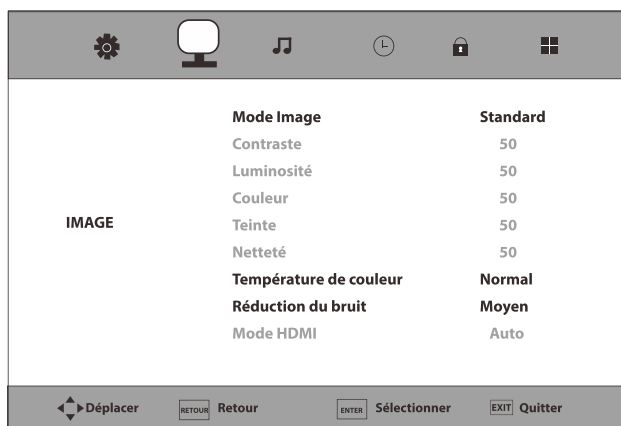 Mode Image Standard
Contraste 50
Luminosité 50
Couleur 50
IMAGE
Teinte 50
Netteté 50
Température de couleur Normal
Réduction du bruit Moyen
Mode HDMI Auto
Déplacer RETOUR Retour ENTER Sélectionner EXIT Quitter